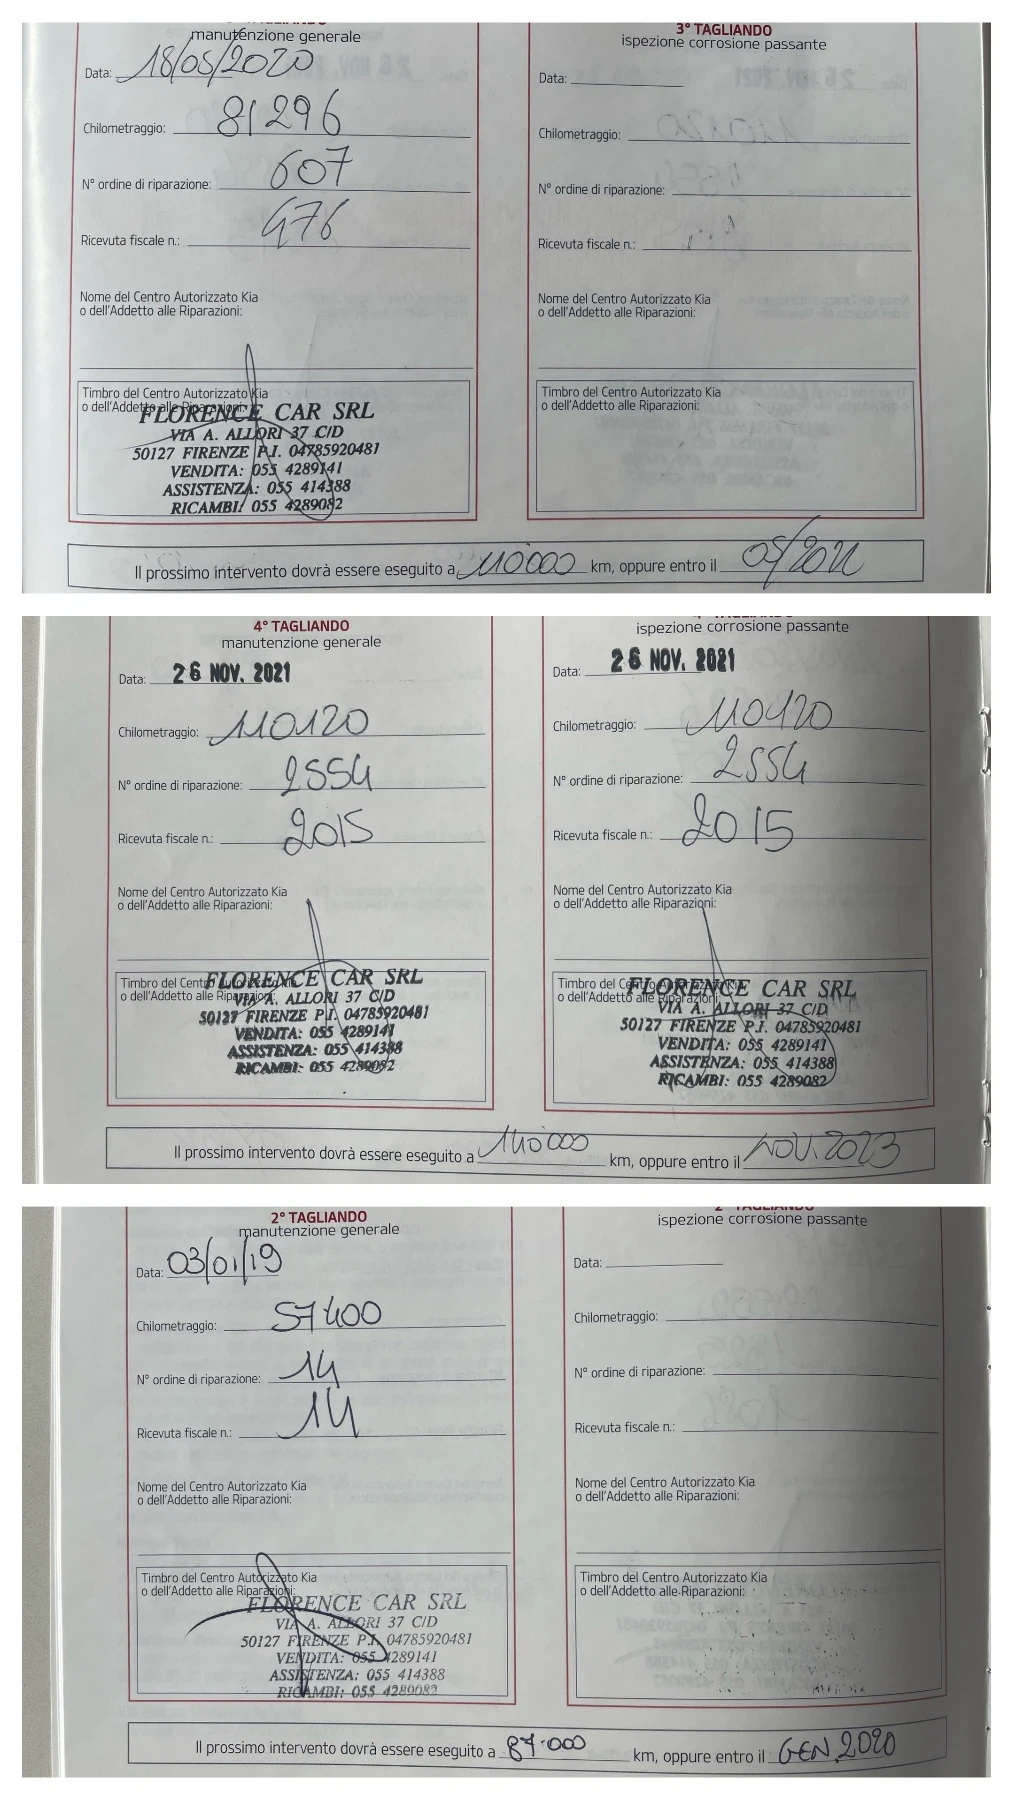 manutenzione generale
Data: 18/05/2020
Chilometraggio: 81296
N° ordine di riparazione: 607
Ricevuta fiscale n.: 476
Nome del Centro Autorizzato Kia
o dell'Addetto alle Riparazioni:
Timbro del Centro Autorizzato Kia
o dell'Addetto alle Riparazioni:
FLORENCE CAR SRL
VIA A. ALLORI 37 C/D
50127 FIRENZE P.I. 04785920481
VENDITA: 055 4289141
ASSISTENZA: 055 414388
RICAMBI: 055 4289082
3° TAGLIANDO
ispezione corrosione passante
Data:
Chilometraggio:
N° ordine di riparazione:
Ricevuta fiscale n.:
Nome del Centro Autorizzato Kia
o dell'Addetto alle Riparazioni:
Timbro del Centro Autorizzato Kia
o dell'Addetto alle Riparazioni:
Il prossimo intervento dovrà essere eseguito a 110000 km, oppure entro il
4° TAGLIANDO
manutenzione generale
Data: 26 NOV. 2021
Chilometraggio: 110120
N° ordine di riparazione: 2554
Ricevuta fiscale n.: 2015
Nome del Centro Autorizzato Kia
o dell'Addetto alle Riparazioni:
Timbro del Centro Autorizzato Kia
o dell'Addetto alle Riparazioni:
FLORENCE CAR SRL
VIA A. ALLORI 37 C/D
50127 FIRENZE P.I. 04785920481
VENDITA: 055 4289141
ASSISTENZA: 055 414388
RICAMBI: 055 4289082
ispezione corrosione passante
Data: 26 NOV. 2021
Chilometraggio: 110120
N° ordine di riparazione: 2554
Ricevuta fiscale n.: 2015
Nome del Centro Autorizzato Kia
o dell'Addetto alle Riparazioni:
Timbro del Centro Autorizzato Kia
o dell'Addetto alle Riparazioni:
FLORENCE CAR SRL
VIA A. ALLORI 37 C/D
50127 FIRENZE P.I. 04785920481
VENDITA: 055 4289141
ASSISTENZA: 055 414388
RICAMBI: 055 4289082
Il prossimo intervento dovrà essere eseguito a 140000 km, oppure entro il NOV. 2023
2° TAGLIANDO
manutenzione generale
Data: 03/01/19
Chilometraggio: 57400
N° ordine di riparazione: 14
Ricevuta fiscale n.: 14
Nome del Centro Autorizzato Kia
o dell'Addetto alle Riparazioni:
Timbro del Centro Autorizzato Kia
o dell'Addetto alle Riparazioni:
FLORENCE CAR SRL
VIA A. ALLORI 37 C/D
50127 FIRENZE P.I. 04785920481
VENDITA: 055 4289141
ASSISTENZA: 055 414388
RICAMBI: 055 4289082
ispezione corrosione passante
Data:
Chilometraggio:
N° ordine di riparazione:
Ricevuta fiscale n.:
Nome del Centro Autorizzato Kia
o dell'Addetto alle Riparazioni:
Timbro del Centro Autorizzato Kia
o dell'Addetto alle Riparazioni:
Il prossimo intervento dovrà essere eseguito a 87.000 km, oppure entro il GEN. 2020